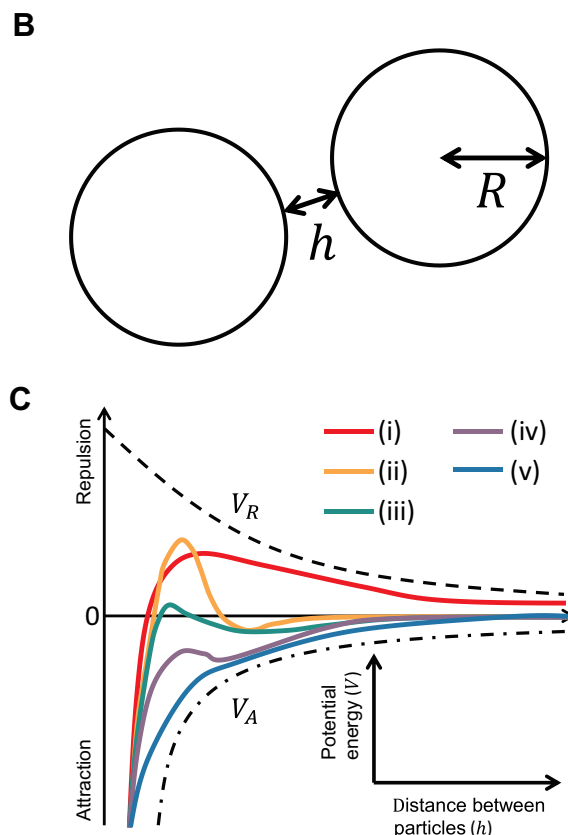 B
R
h
C
Repulsion
0
Attraction
V_R
V_A
(i)
(ii)
(iii)
(iv)
(v)
Potential
energy (V)
Distance between
particles (h)